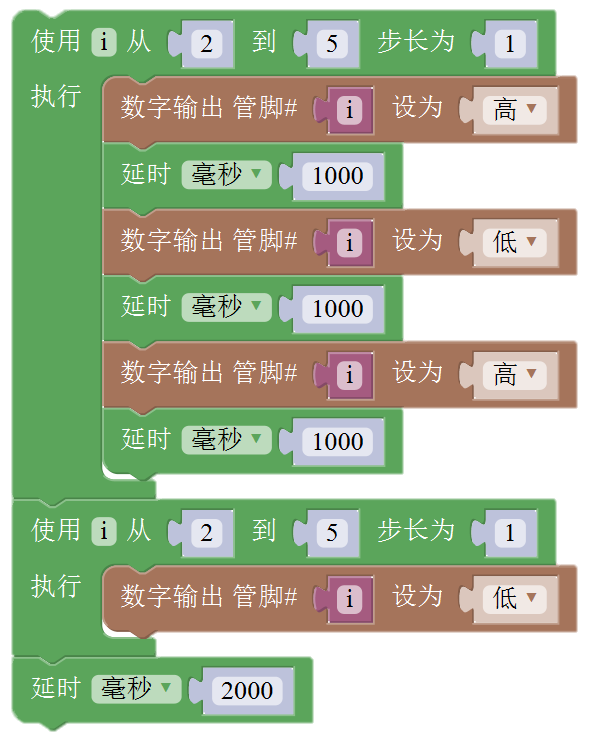 使用 i 从 2 到 5 步长为 1
执行
数字输出 管脚# i 设为 高
延时 毫秒 1000
数字输出 管脚# i 设为 低
延时 毫秒 1000
数字输出 管脚# i 设为 高
延时 毫秒 1000
使用 i 从 2 到 5 步长为 1
执行
数字输出 管脚# i 设为 低
延时 毫秒 2000